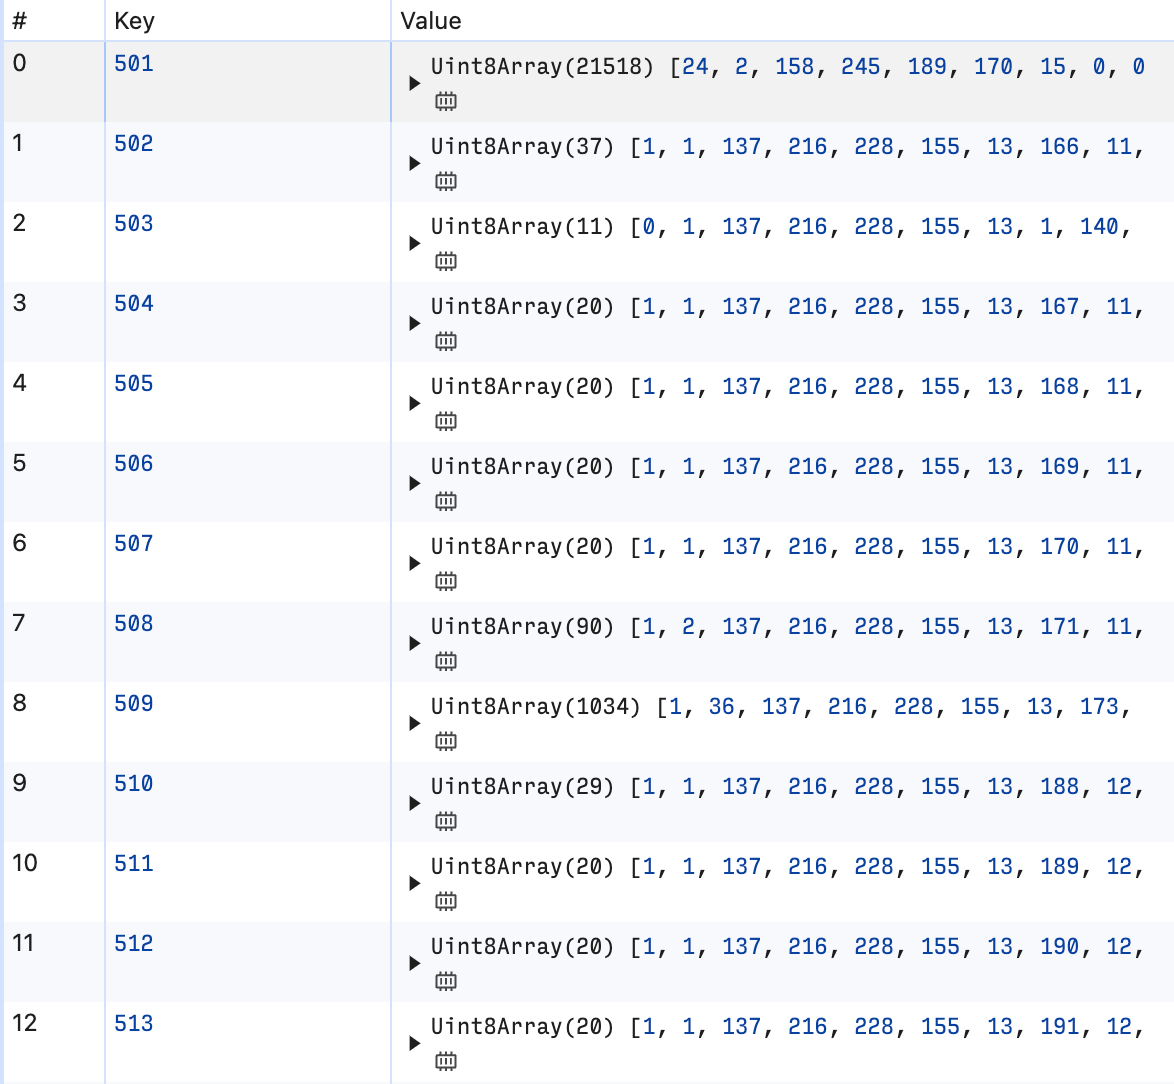 # Key Value
0 501 Uint8Array(21518) [24, 2, 158, 245, 189, 170, 15, 0, 0
1 502 Uint8Array(37) [1, 1, 137, 216, 228, 155, 13, 166, 11,
2 503 Uint8Array(11) [0, 1, 137, 216, 228, 155, 13, 1, 140,
3 504 Uint8Array(20) [1, 1, 137, 216, 228, 155, 13, 167, 11,
4 505 Uint8Array(20) [1, 1, 137, 216, 228, 155, 13, 168, 11,
5 506 Uint8Array(20) [1, 1, 137, 216, 228, 155, 13, 169, 11,
6 507 Uint8Array(20) [1, 1, 137, 216, 228, 155, 13, 170, 11,
7 508 Uint8Array(90) [1, 2, 137, 216, 228, 155, 13, 171, 11,
8 509 Uint8Array(1034) [1, 36, 137, 216, 228, 155, 13, 173,
9 510 Uint8Array(29) [1, 1, 137, 216, 228, 155, 13, 188, 12,
10 511 Uint8Array(20) [1, 1, 137, 216, 228, 155, 13, 189, 12,
11 512 Uint8Array(20) [1, 1, 137, 216, 228, 155, 13, 190, 12,
12 513 Uint8Array(20) [1, 1, 137, 216, 228, 155, 13, 191, 12,